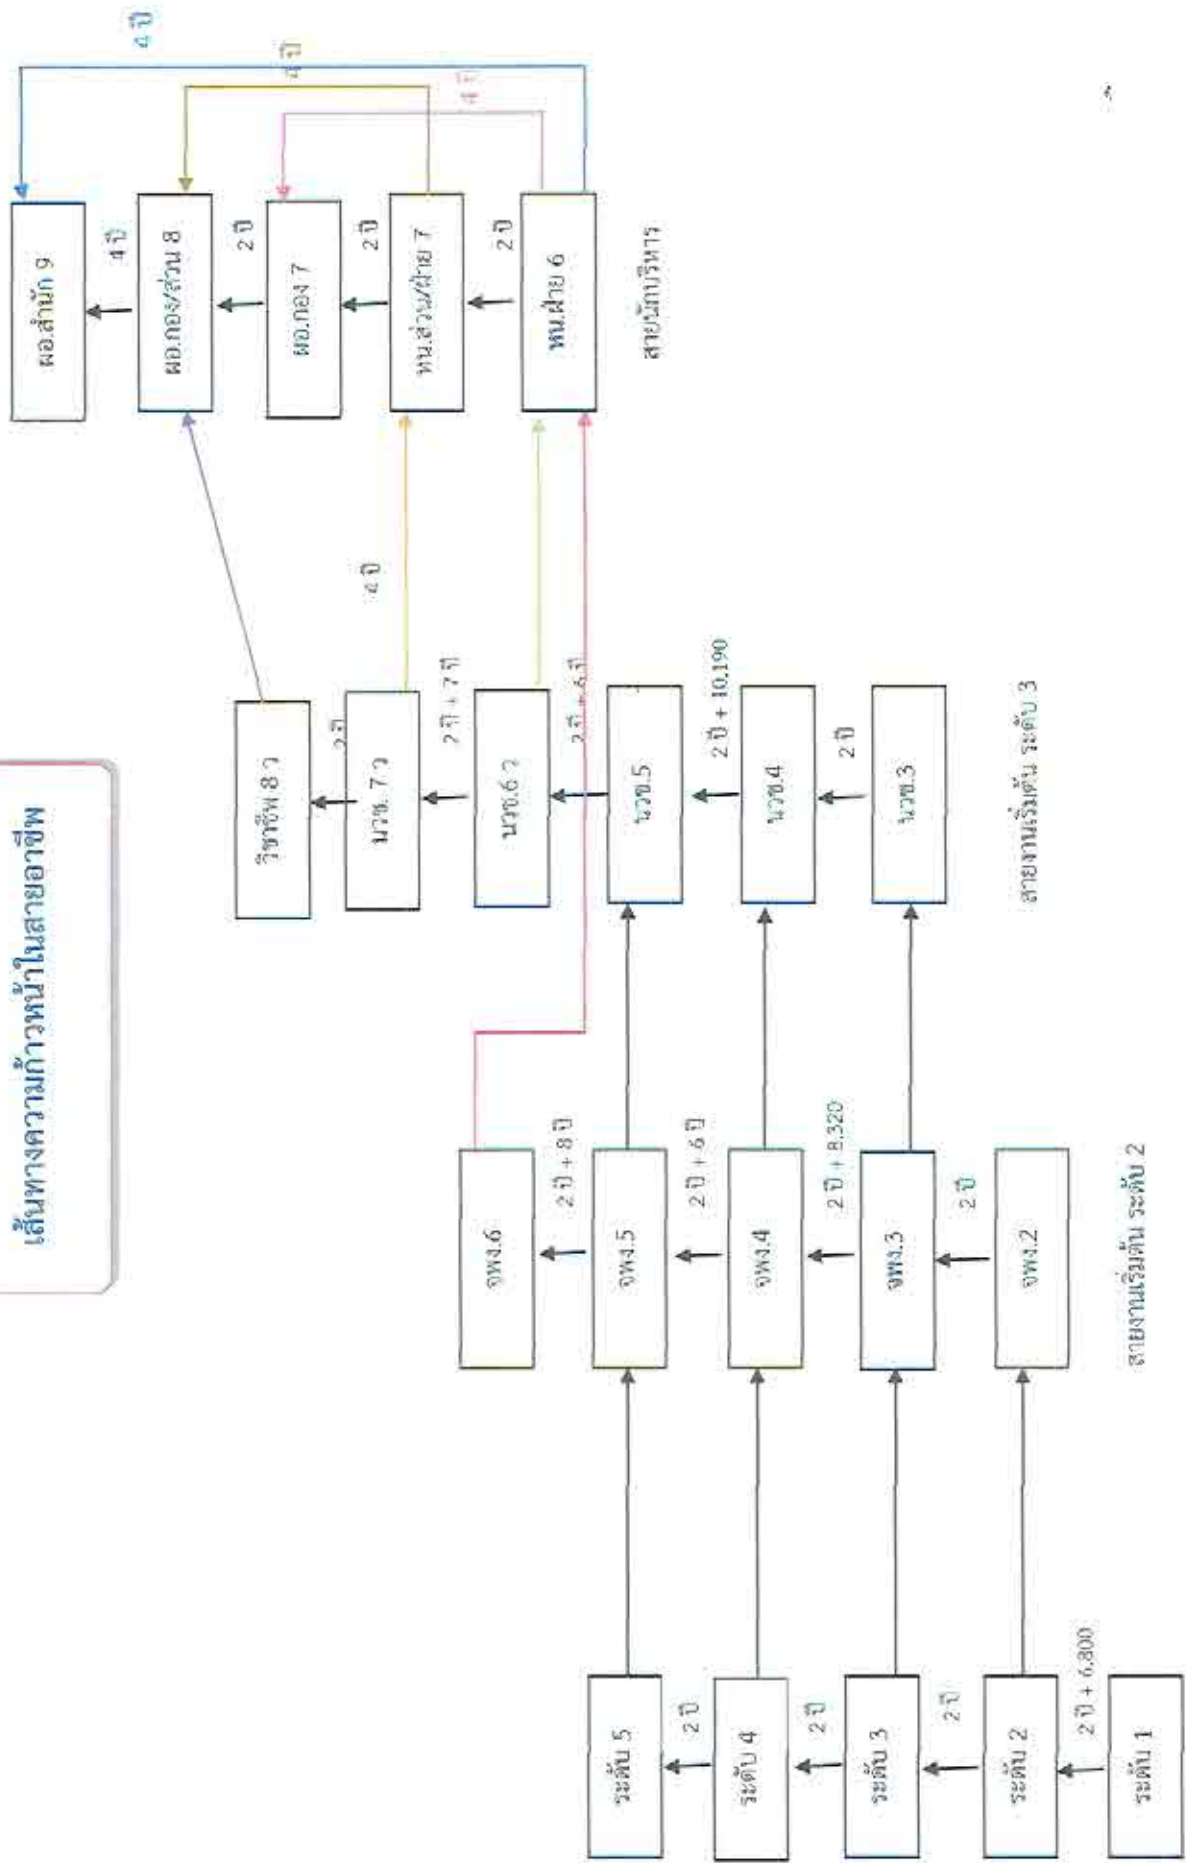 เส้นทางความก้าวหน้าในสายอาชีพ
ระดับ 5
2 ปี
ระดับ 4
2 ปี
ระดับ 3
2 ปี
ระดับ 2
2 ปี + 6,800
ระดับ 1
จพง.6
2 ปี + 8 ปี
จพง.5
2 ปี + 6 ปี
จพง.4
2 ปี + 8,320
จพง.3
2 ปี
จพง.2
สายงานเริ่มต้น ระดับ 2
วิชาชีพ 8 ว
2 ปี
นวช. 7 ว
2 ปี + 7 ปี
นวช.6 ว
2 ปี + 6 ปี
นวช.5
2 ปี + 10,190
นวช.4
2 ปี
นวช.3
สายงานเริ่มต้น ระดับ 3
4 ปี
ผอ.สำนัก 9
4 ปี
ผอ.กอง/ส่วน 8
2 ปี
ผอ.กอง 7
2 ปี
หน.ส่วน/ฝ่าย 7
2 ปี
หน.ฝ่าย 6
สายนักบริหาร
4 ปี
4 ปี
4 ปี